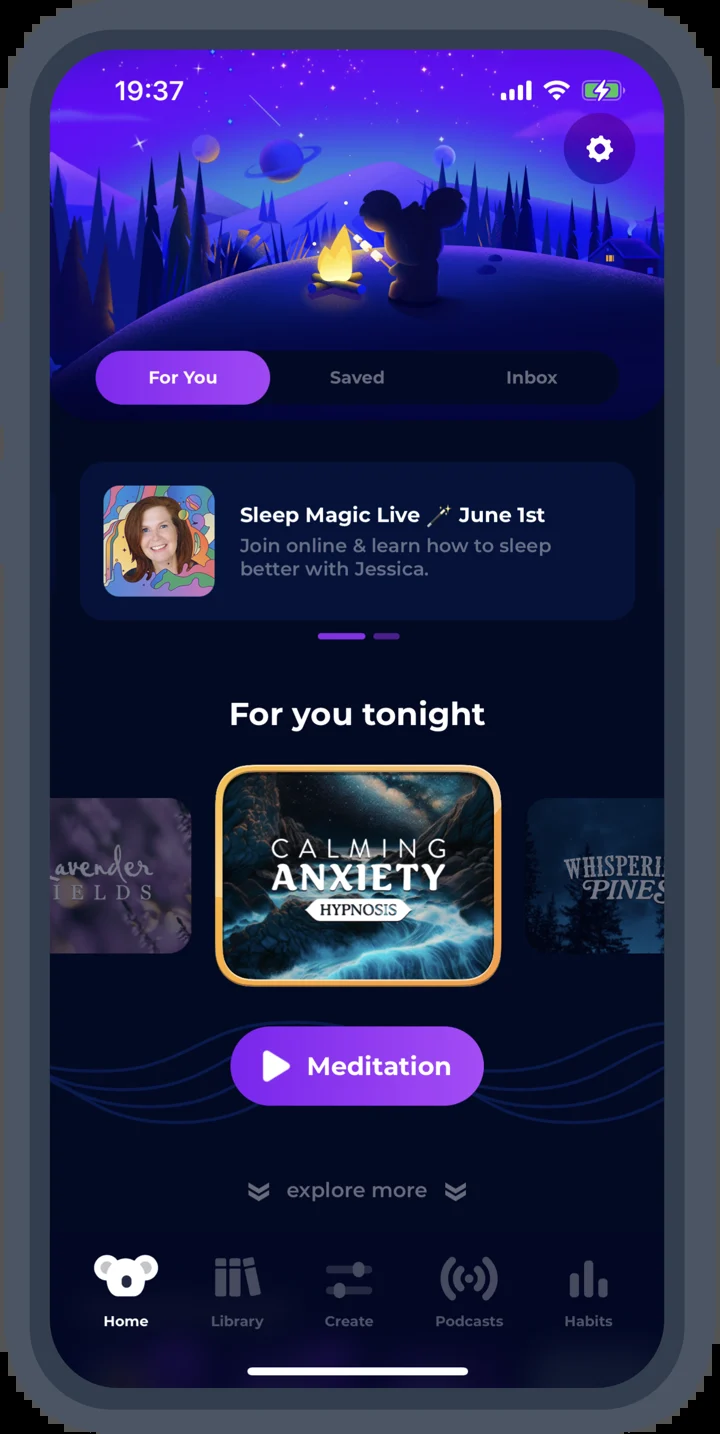 19:37
For You Saved Inbox
Sleep Magic Live 🪄 June 1st
Join online & learn how to sleep
better with Jessica.
For you tonight
avender
IELDS
CALMING
ANXIETY
HYPNOSIS
WHISPERI
PINES
Meditation
explore more
Home Library Create Podcasts Habits